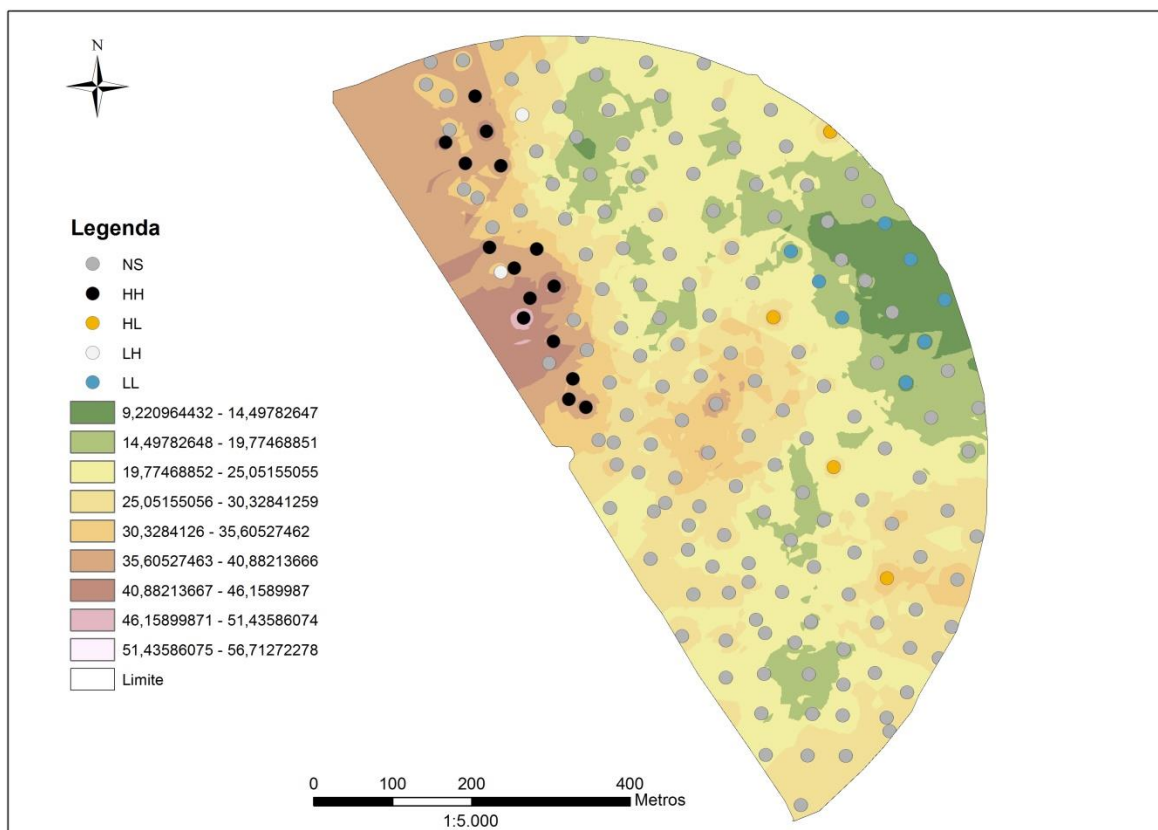 N
Legenda
NS
HH
HL
LH
LL
9,220964432 - 14,49782647
14,49782648 - 19,77468851
19,77468852 - 25,05155055
25,05155056 - 30,32841259
30,3284126 - 35,60527462
35,60527463 - 40,88213666
40,88213667 - 46,1589987
46,15899871 - 51,43586074
51,43586075 - 56,71272278
Limite
0 100 200 400
Metros
1:5.000